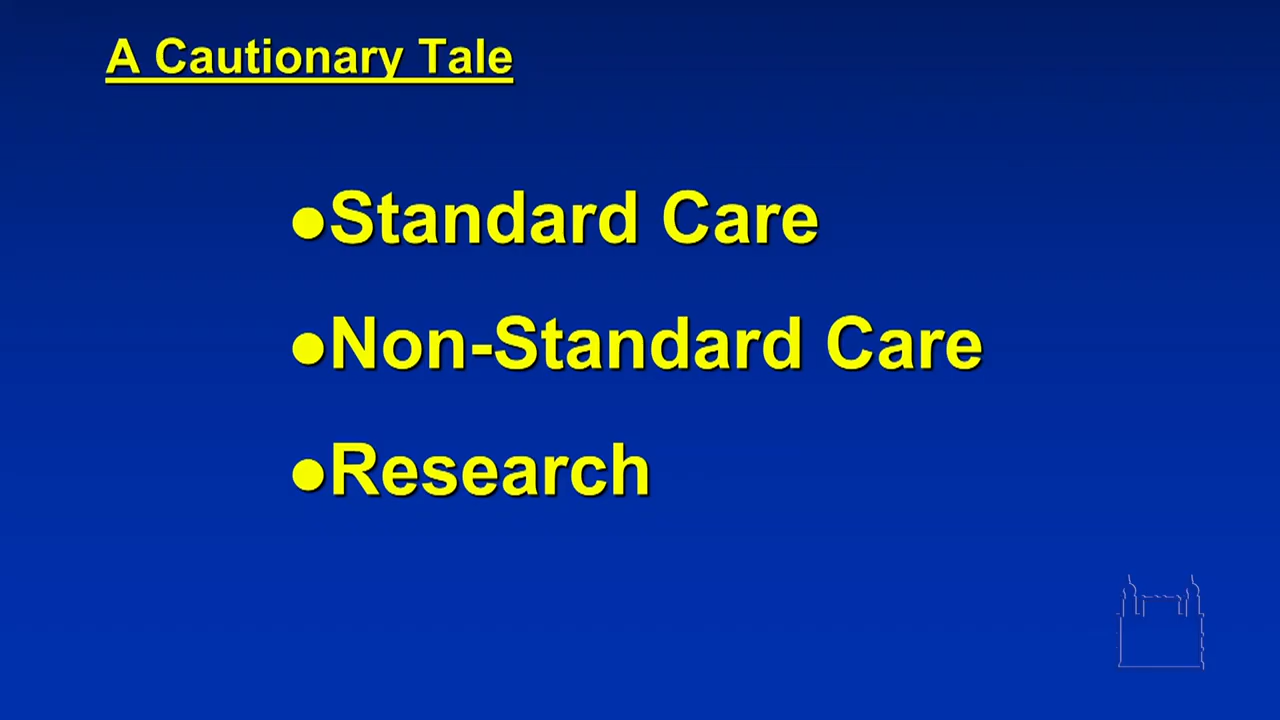 A Cautionary Tale
●Standard Care
●Non-Standard Care
●Research